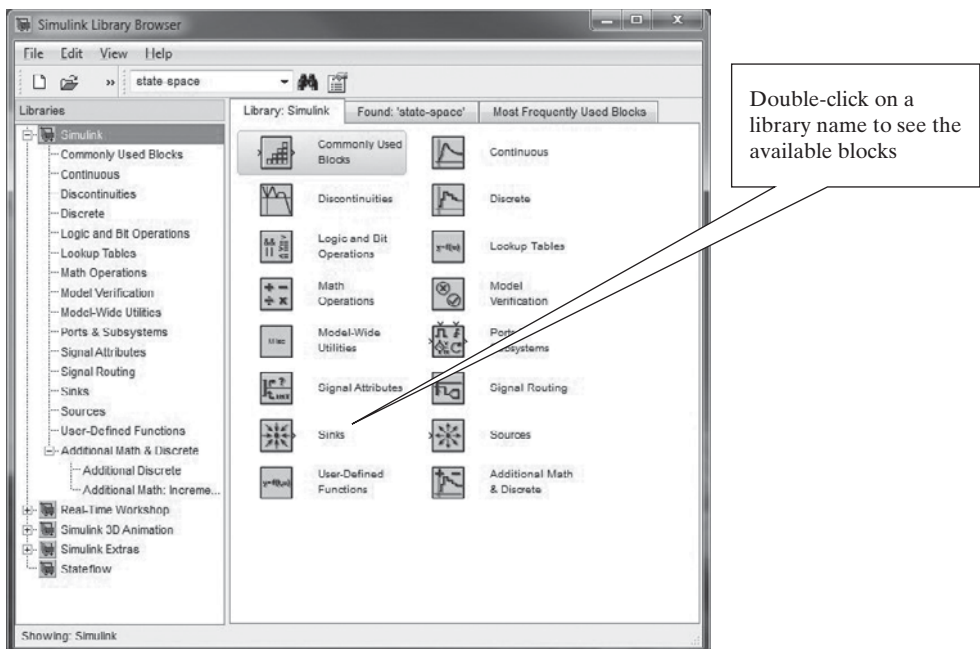 Simulink Library Browser
File Edit View Help
» state-space
Libraries
Library: Simulink Found: 'state-space' Most Frequently Used Blocks
Simulink
Commonly Used Blocks
Continuous
Discontinuities
Discrete
Logic and Bit Operations
Lookup Tables
Math Operations
Model Verification
Model-Wide Utilities
Ports & Subsystems
Signal Attributes
Signal Routing
Sinks
Sources
User-Defined Functions
Additional Math & Discrete
Additional Discrete
Additional Math: Increme...
Real-Time Workshop
Simulink 3D Animation
Simulink Extras
Stateflow
Commonly Used
Blocks
Continuous
Discontinuities
Discrete
Logic and Bit
Operations
Lookup Tables
Math
Operations
Model
Verification
Model-Wide
Utilities
Ports
Subsystems
Signal Attributes
Signal Routing
Sinks
Sources
User-Defined
Functions
Additional Math
& Discrete
Showing: Simulink
Double-click on a
library name to see the
available blocks